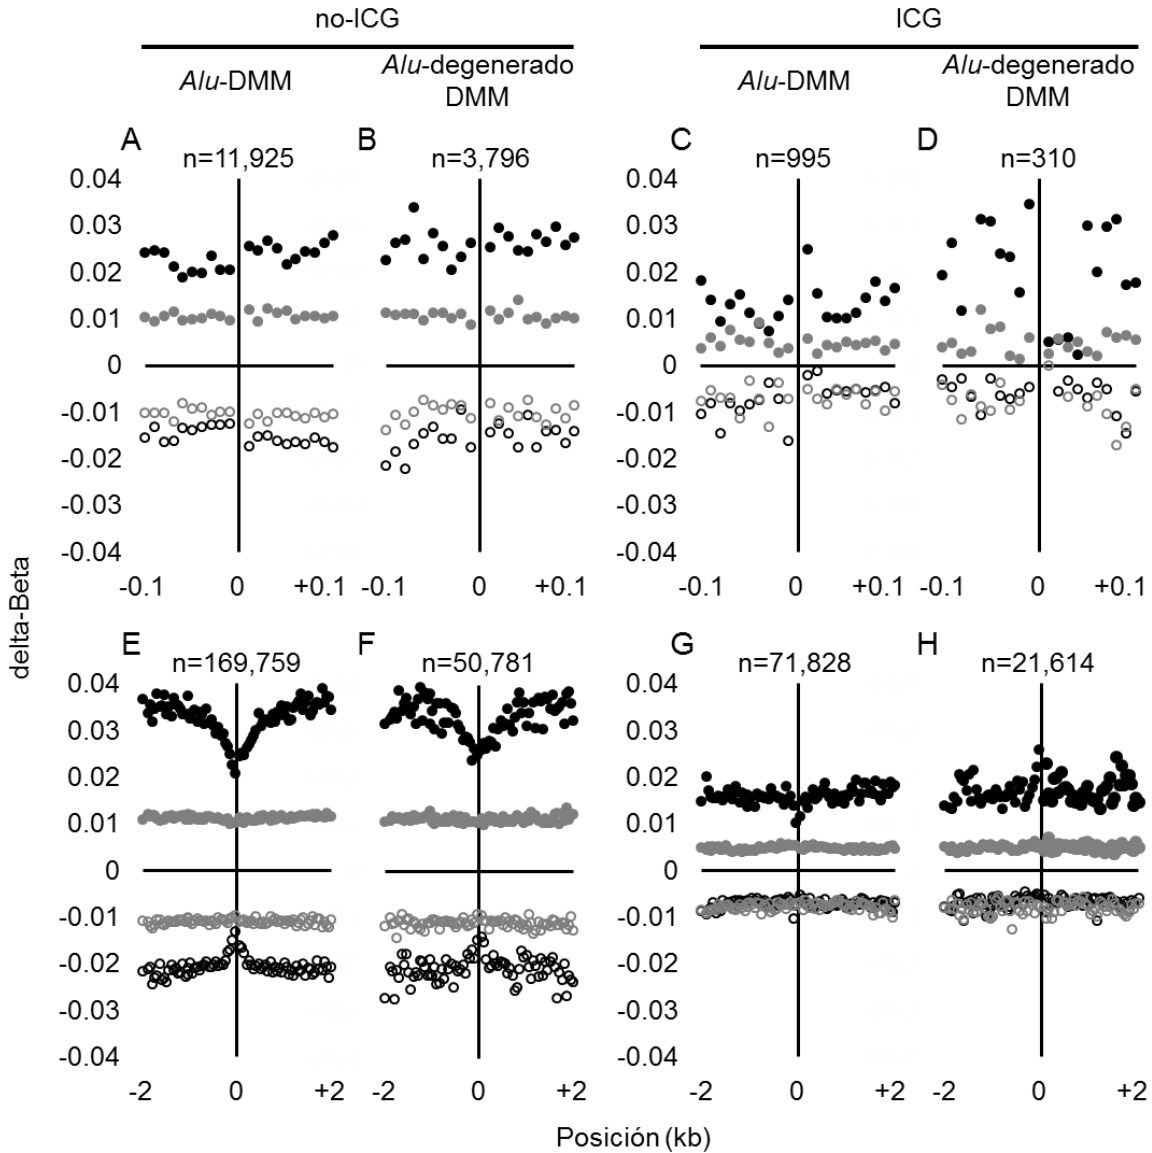 no-ICG
ICG
Alu-DMM
Alu-degenerado
DMM
Alu-DMM
Alu-degenerado
DMM
A
B
C
D
n=11,925
n=3,796
n=995
n=310
0.04
0.03
0.02
0.01
0
-0.01
-0.02
-0.03
-0.04
0.04
0.03
0.02
0.01
0
-0.01
-0.02
-0.03
-0.04
-0.1
0
+0.1
-0.1
0
+0.1
-0.1
0
+0.1
-0.1
0
+0.1
delta-Beta
E
F
G
H
n=169,759
n=50,781
n=71,828
n=21,614
0.04
0.03
0.02
0.01
0
-0.01
-0.02
-0.03
-0.04
0.04
0.03
0.02
0.01
0
-0.01
-0.02
-0.03
-0.04
-2
0
+2
-2
0
+2
-2
0
+2
-2
0
+2
Posición (kb)